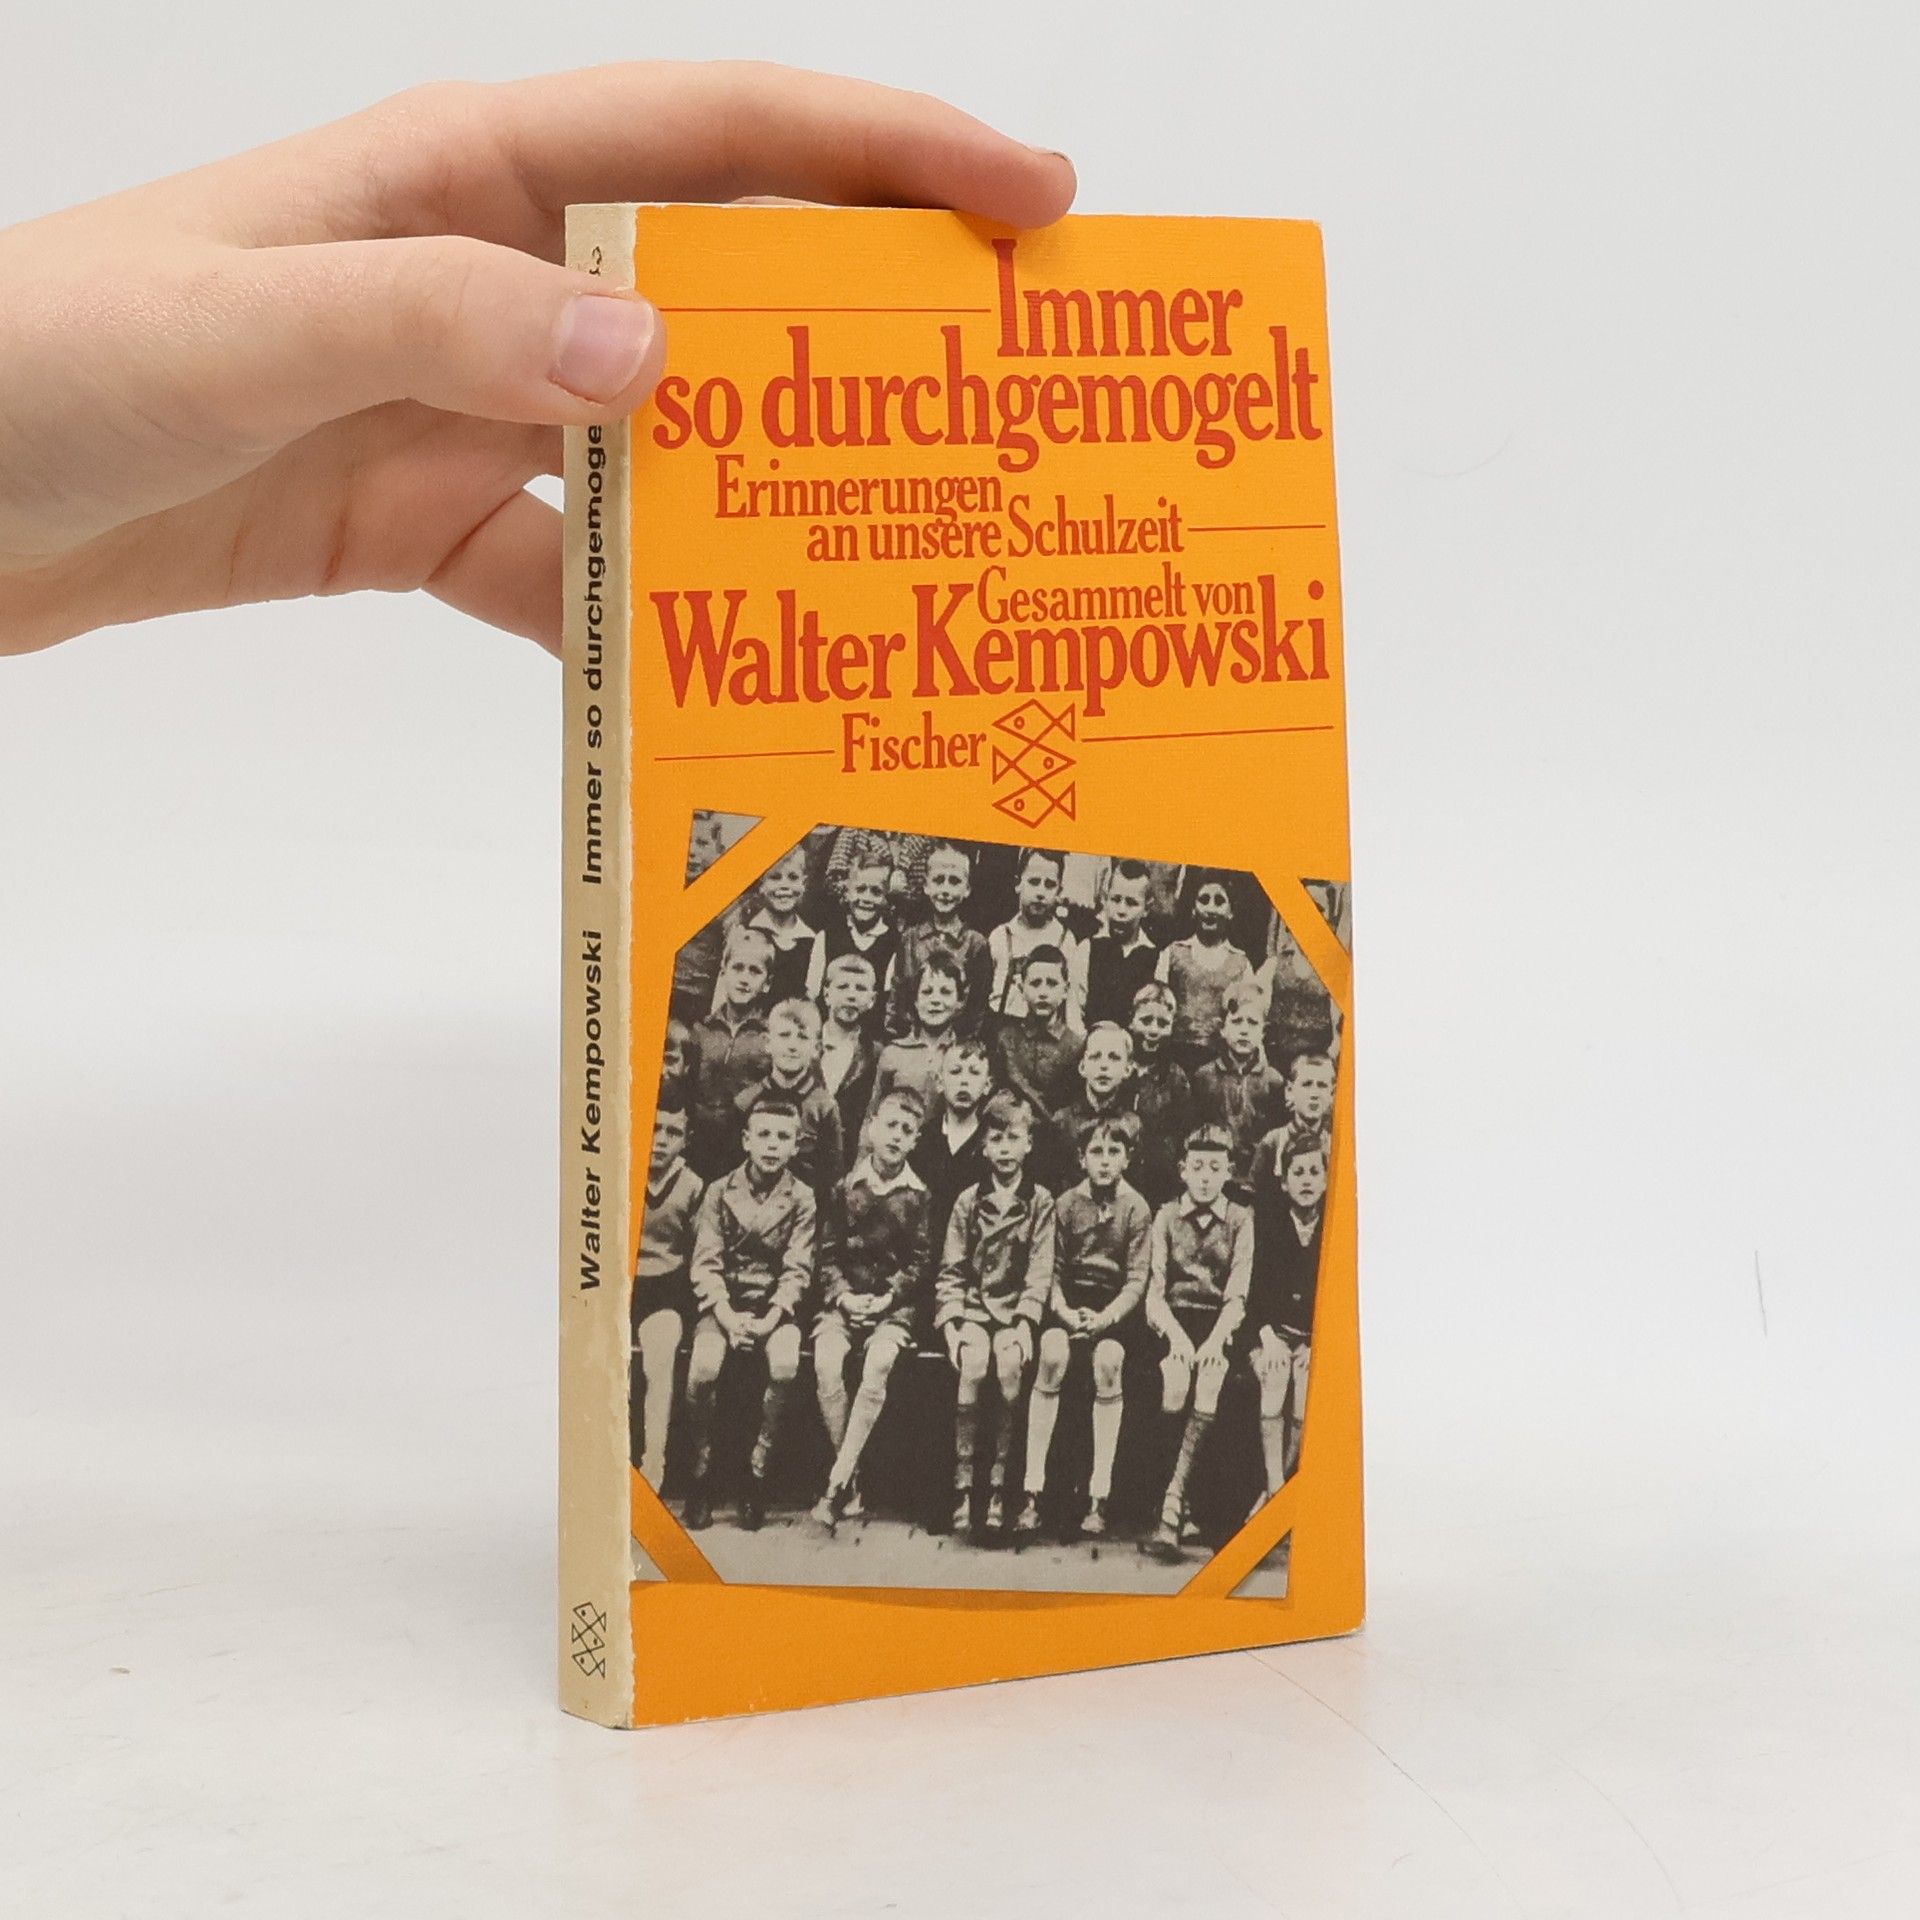 Immer
so durchgemogelt
Erinnerungen
an unsere Schulzeit
Gesammelt von
Walter Kempowski
Fischer
Walter Kempowski Immer so durchgemoge